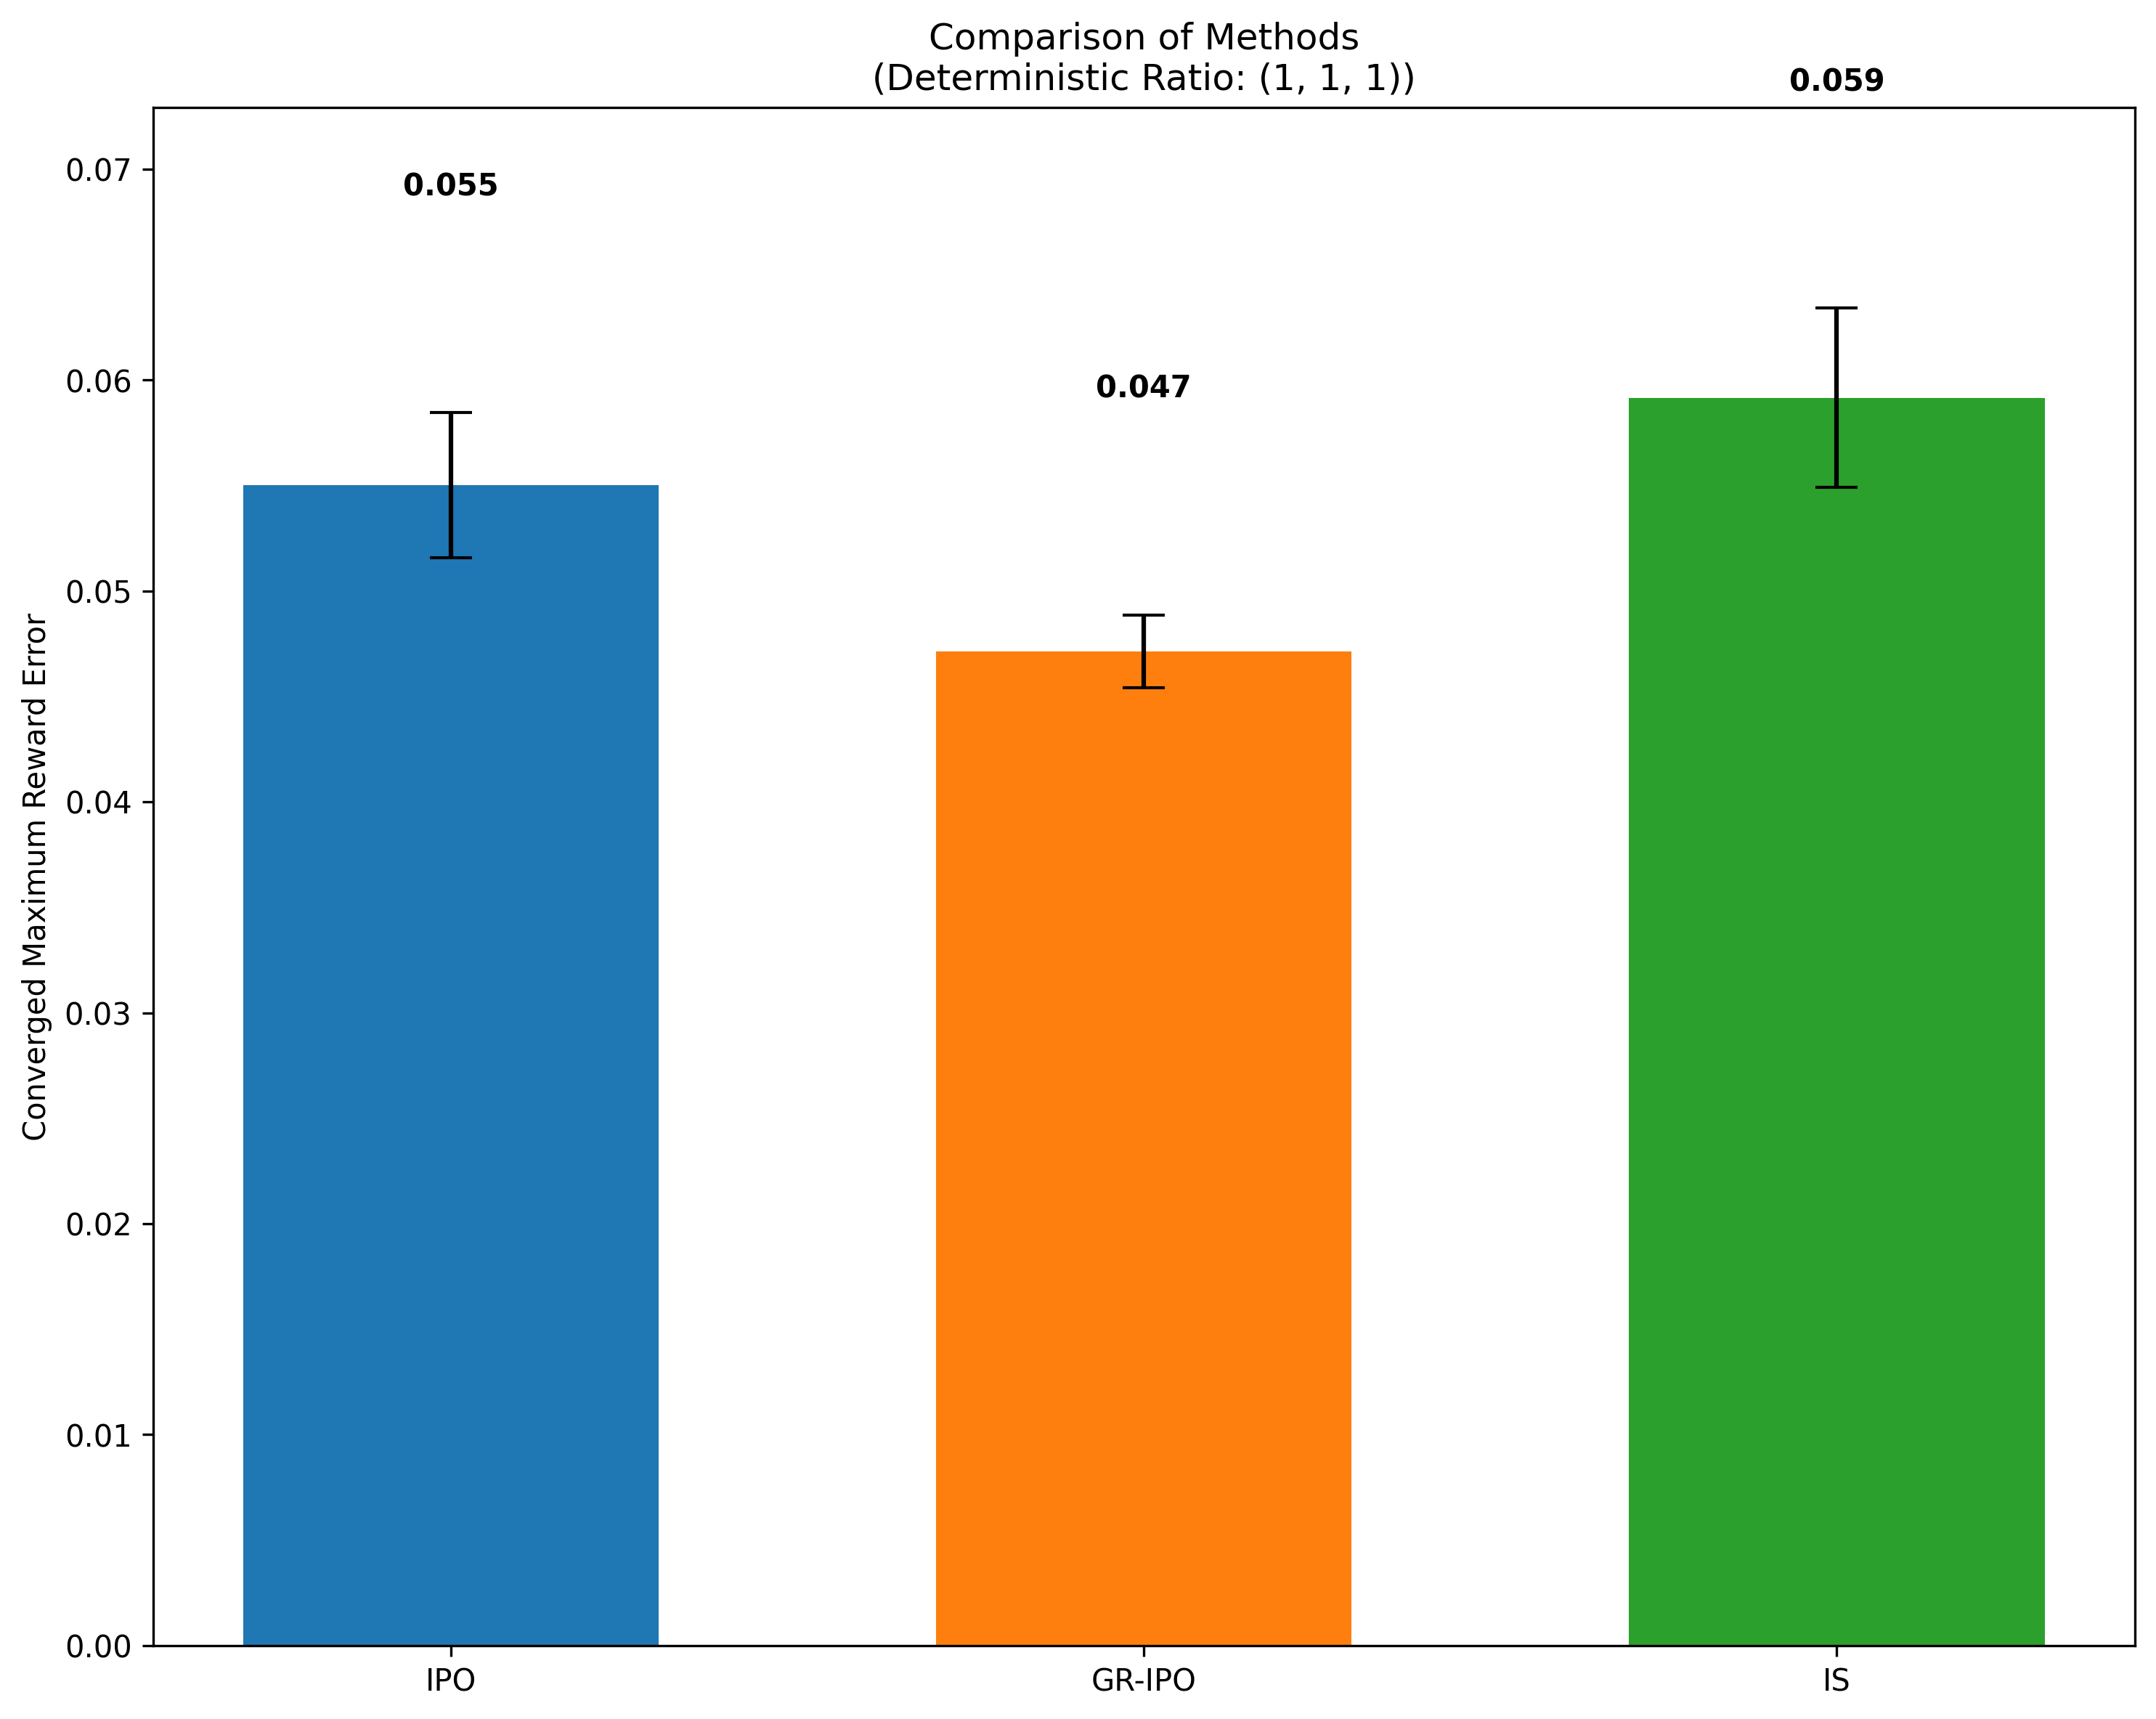 Comparison of Methods
(Deterministic Ratio: (1, 1, 1))
0.055
0.047
0.059
Converged Maximum Reward Error
0.07
0.06
0.05
0.04
0.03
0.02
0.01
0.00
IPO
GR-IPO
IS